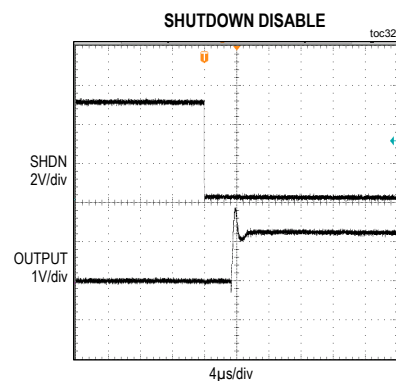 SHUTDOWN DISABLE
toc32
T
SHDN
2V/div
OUTPUT
1V/div
4µs/div